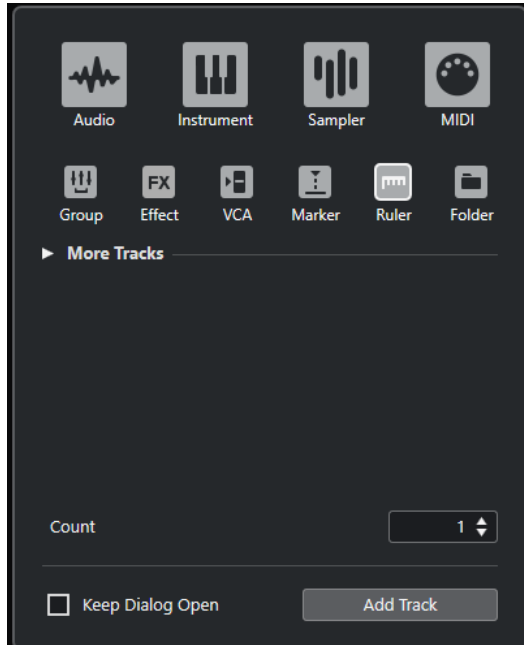 Audio Instrument Sampler MIDI
FX
Group Effect VCA Marker Ruler Folder
More Tracks
Count 1
Keep Dialog Open Add Track